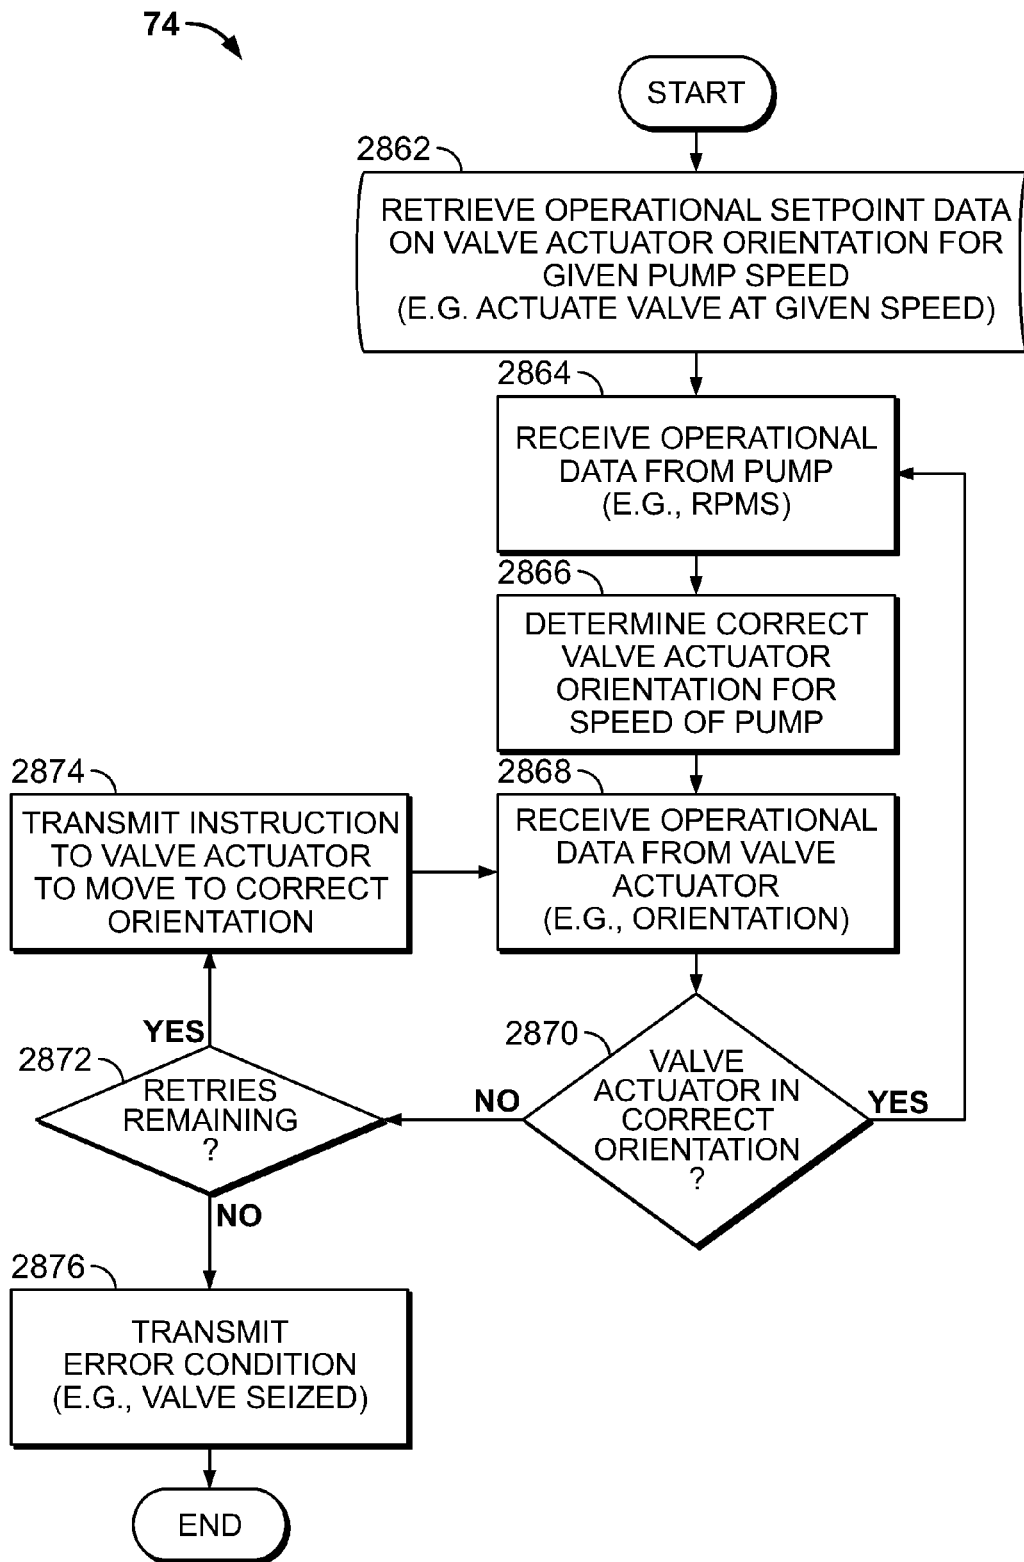 74
START
2862
RETRIEVE OPERATIONAL SETPOINT DATA
ON VALVE ACTUATOR ORIENTATION FOR
GIVEN PUMP SPEED
(E.G. ACTUATE VALVE AT GIVEN SPEED)
2864
RECEIVE OPERATIONAL
DATA FROM PUMP
(E.G., RPMS)
2866
DETERMINE CORRECT
VALVE ACTUATOR
ORIENTATION FOR
SPEED OF PUMP
2874
TRANSMIT INSTRUCTION
TO VALVE ACTUATOR
TO MOVE TO CORRECT
ORIENTATION
2868
RECEIVE OPERATIONAL
DATA FROM VALVE
ACTUATOR
(E.G., ORIENTATION)
2870
VALVE
ACTUATOR IN
CORRECT
ORIENTATION
?
YES
NO
2872
RETRIES
REMAINING
?
YES
NO
2876
TRANSMIT
ERROR CONDITION
(E.G., VALVE SEIZED)
END